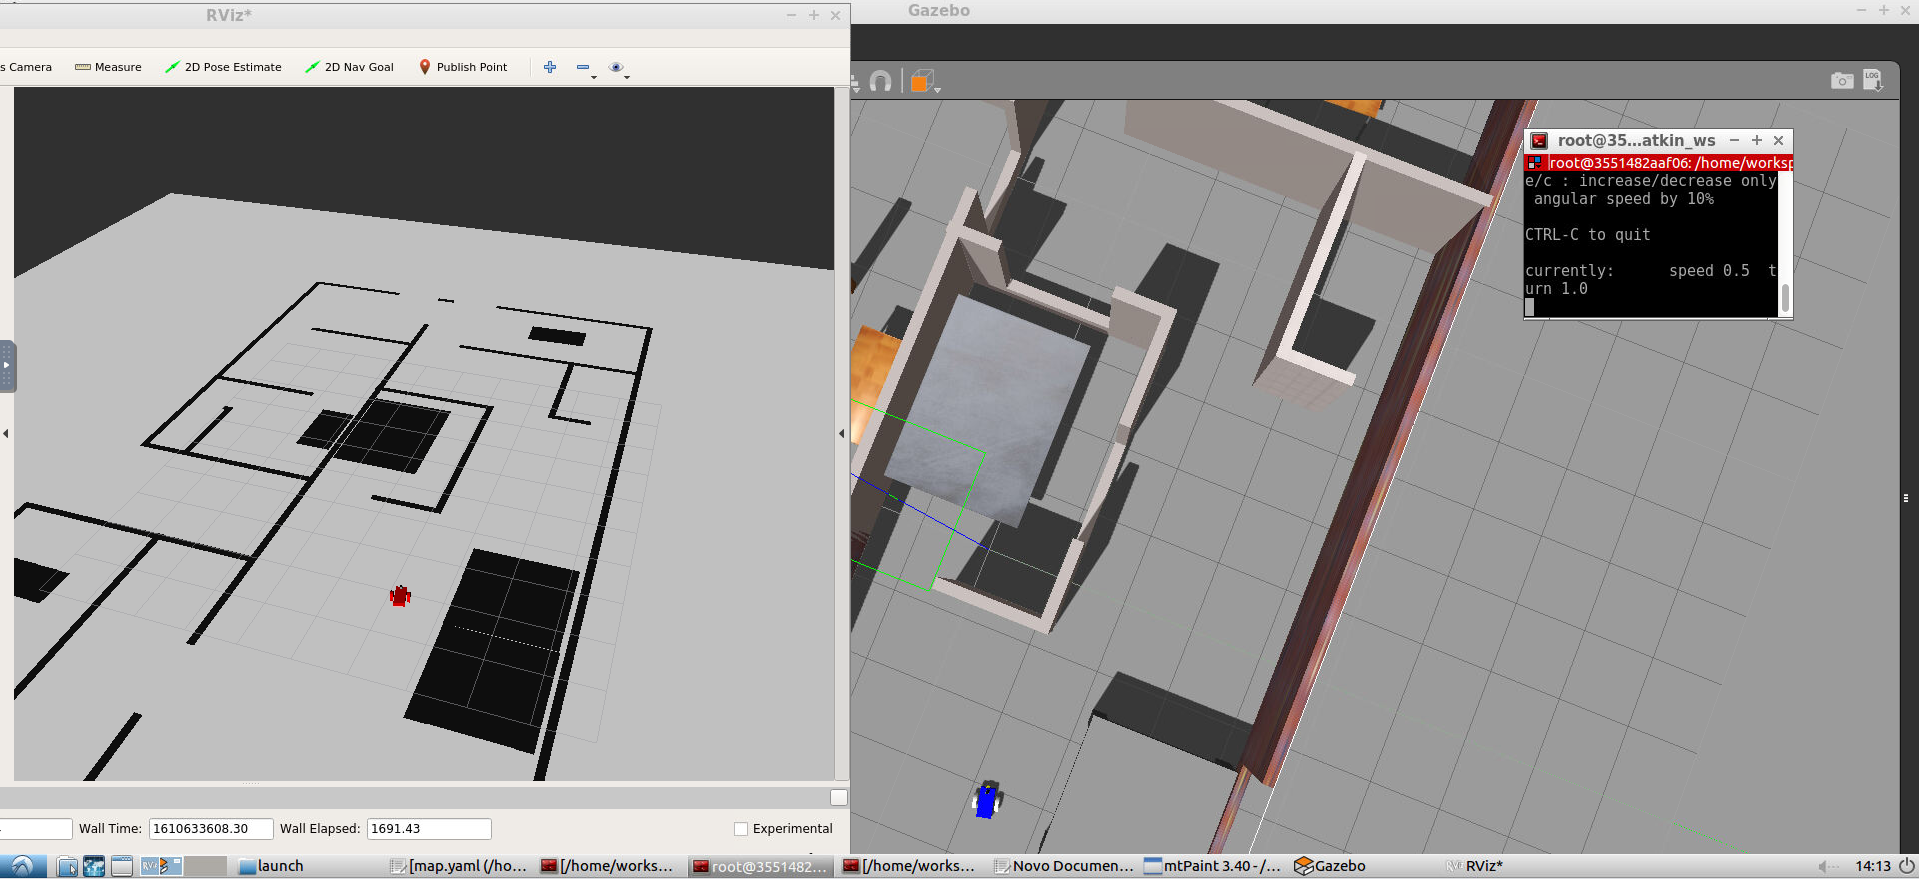 RViz*
Gazebo
s Camera
Measure
2D Pose Estimate
2D Nav Goal
Publish Point
LOG
root@35...atkin_ws
root@3551482aaf06: /home/worksp
e/c : increase/decrease only
angular speed by 10%
CTRL-C to quit
currently: speed 0.5 t
urn 1.0
Wall Time:
1610633608.30
Wall Elapsed:
1691.43
Experimental
launch
[map.yaml (/ho...
[/home/works...
root@3551482...
[/home/works...
Novo Documen...
mtPaint 3.40 - /...
Gazebo
RViz*
14:13